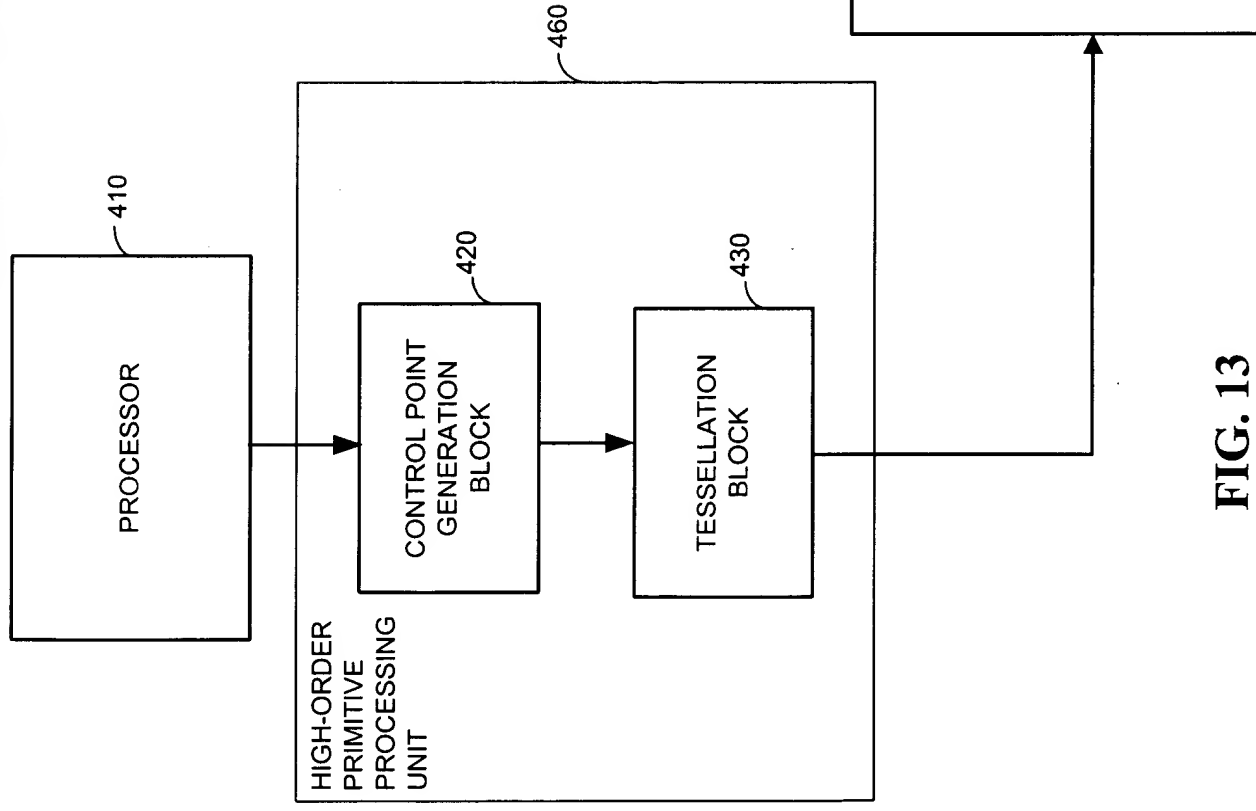 460
410
PROCESSOR
420
CONTROL POINT
GENERATION
BLOCK
430
TESSELLATION
BLOCK
HIGH-ORDER
PRIMITIVE
PROCESSING
UNIT
FIG. 13